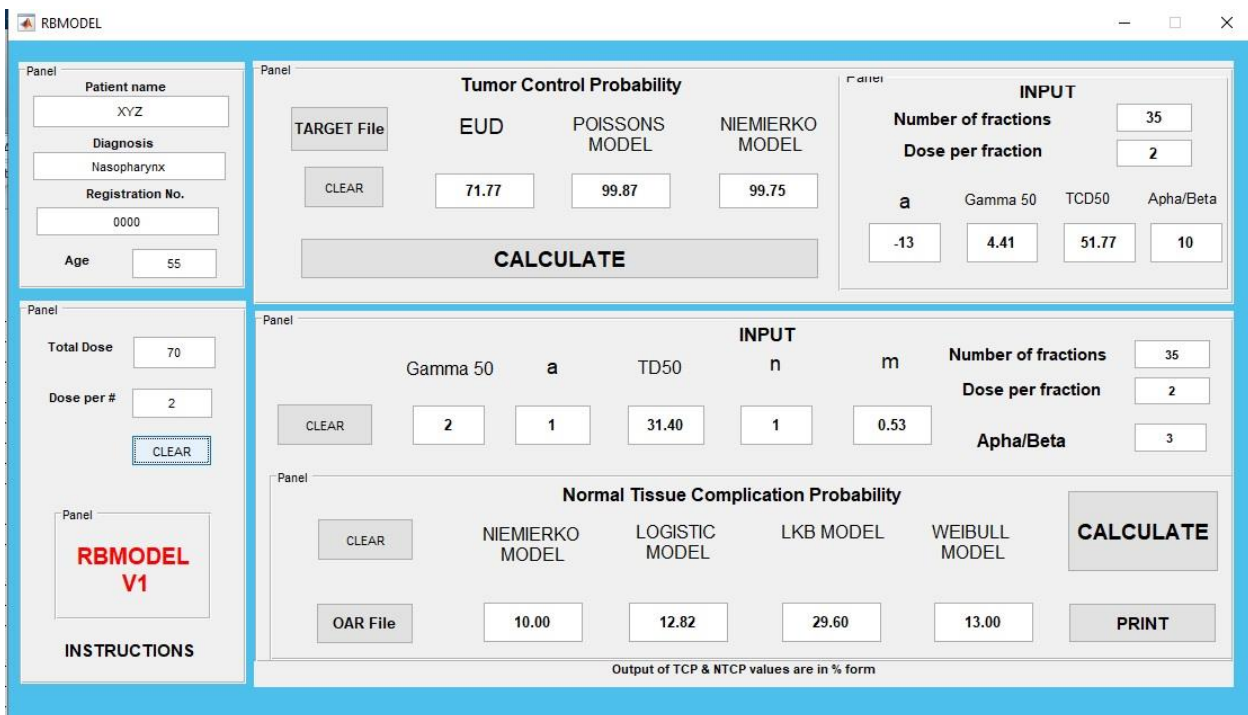 RBMODEL
Panel
Patient name
XYZ
Diagnosis
Nasopharynx
Registration No.
0000
Age 55
Panel
Tumor Control Probability
TARGET File EUD POISSONS MODEL NIEMIERKO MODEL
CLEAR 71.77 99.87 99.75
CALCULATE
Panel
INPUT
Number of fractions 35
Dose per fraction 2
a Gamma 50 TCD50 Apha/Beta
-13 4.41 51.77 10
Panel
Total Dose 70
Dose per # 2
CLEAR
Panel
RBMODEL
V1
INSTRUCTIONS
Panel
INPUT
Gamma 50 a TD50 n m
CLEAR 2 1 31.40 1 0.53
Number of fractions 35
Dose per fraction 2
Apha/Beta 3
Panel
Normal Tissue Complication Probability
CLEAR NIEMIERKO MODEL LOGISTIC MODEL LKB MODEL WEIBULL MODEL CALCULATE
OAR File 10.00 12.82 29.60 13.00 PRINT
Output of TCP & NTCP values are in % form